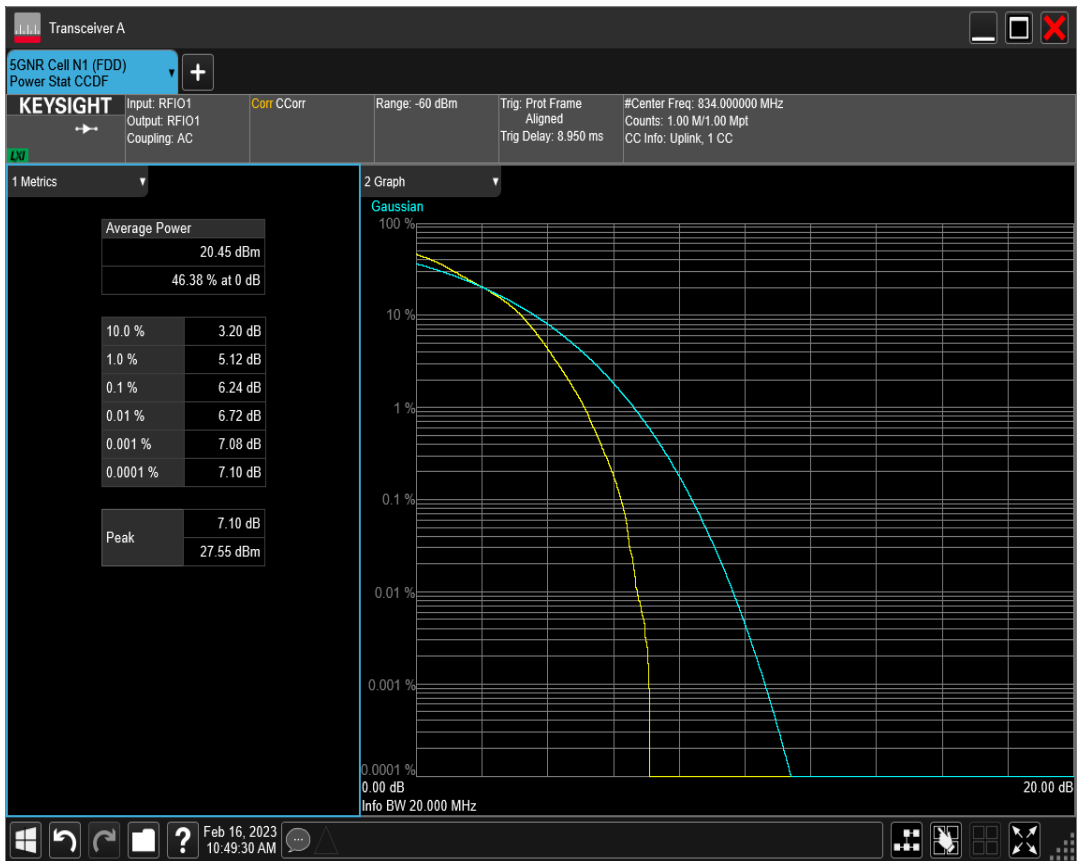 Transceiver A
5GNR Cell N1 (FDD)
Power Stat CCDF
+
KEYSIGHT
LXI
Input: RFIO1
Output: RFIO1
Coupling: AC
Corr CCorr
Range: -60 dBm
Trig: Prot Frame
Aligned
Trig Delay: 8.950 ms
#Center Freq: 834.000000 MHz
Counts: 1.00 M/1.00 Mpt
CC Info: Uplink, 1 CC
1 Metrics
Average Power
20.45 dBm
46.38 % at 0 dB
10.0 % 3.20 dB
1.0 % 5.12 dB
0.1 % 6.24 dB
0.01 % 6.72 dB
0.001 % 7.08 dB
0.0001 % 7.10 dB
Peak
7.10 dB
27.55 dBm
2 Graph
Gaussian
100 %
10 %
1 %
0.1 %
0.01 %
0.001 %
0.0001 %
0.00 dB 20.00 dB
Info BW 20.000 MHz
?
Feb 16, 2023
10:49:30 AM